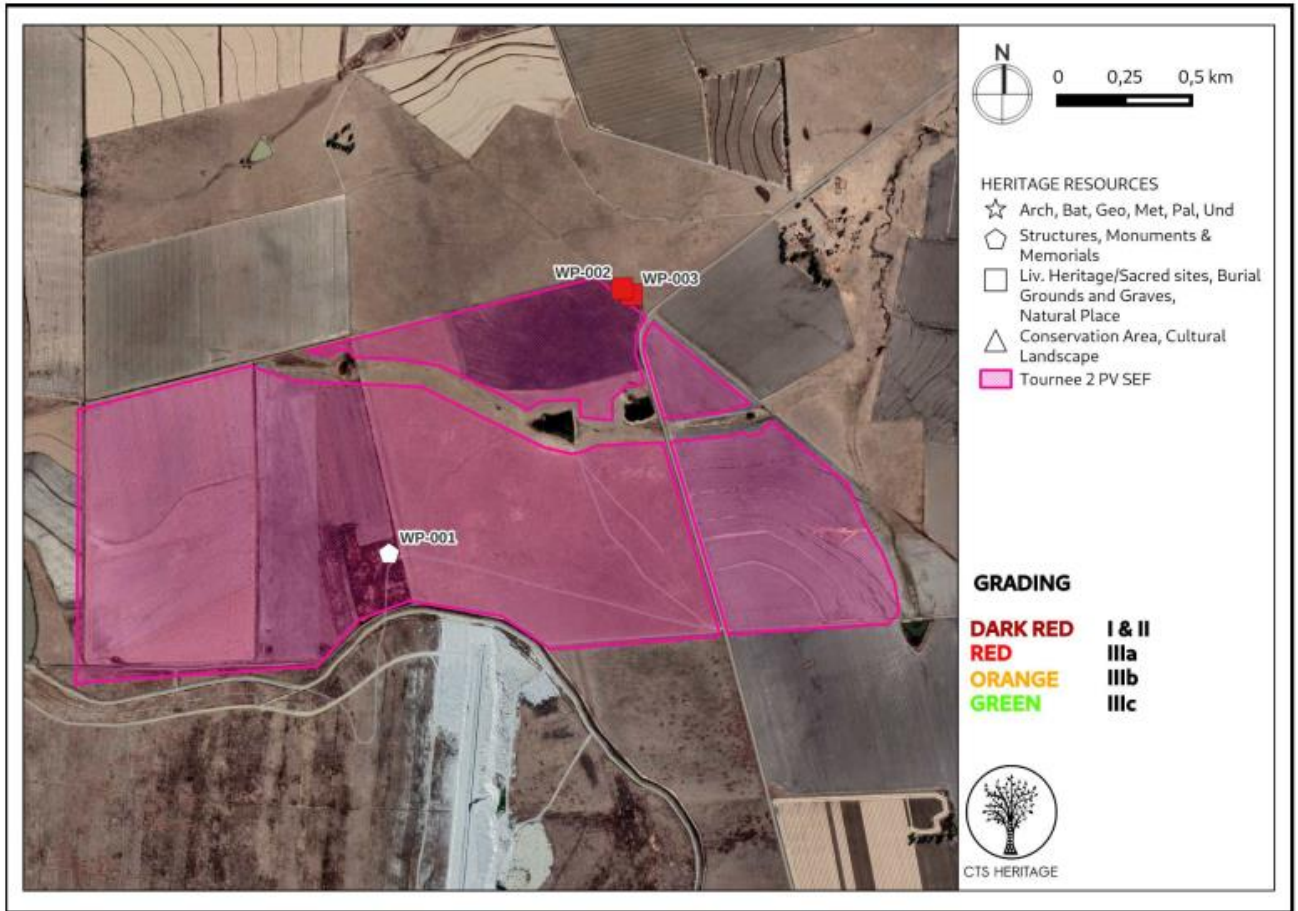 N
0 0,25 0,5 km
HERITAGE RESOURCES
Arch, Bat, Geo, Met, Pal, Und
Structures, Monuments &
Memorials
Liv. Heritage/Sacred sites, Burial
Grounds and Graves,
Natural Place
Conservation Area, Cultural
Landscape
Tournee 2 PV SEF
WP-002
WP-003
WP-001
GRADING
DARK RED I & II
RED IIIa
ORANGE IIIb
GREEN IIIc
CTS HERITAGE